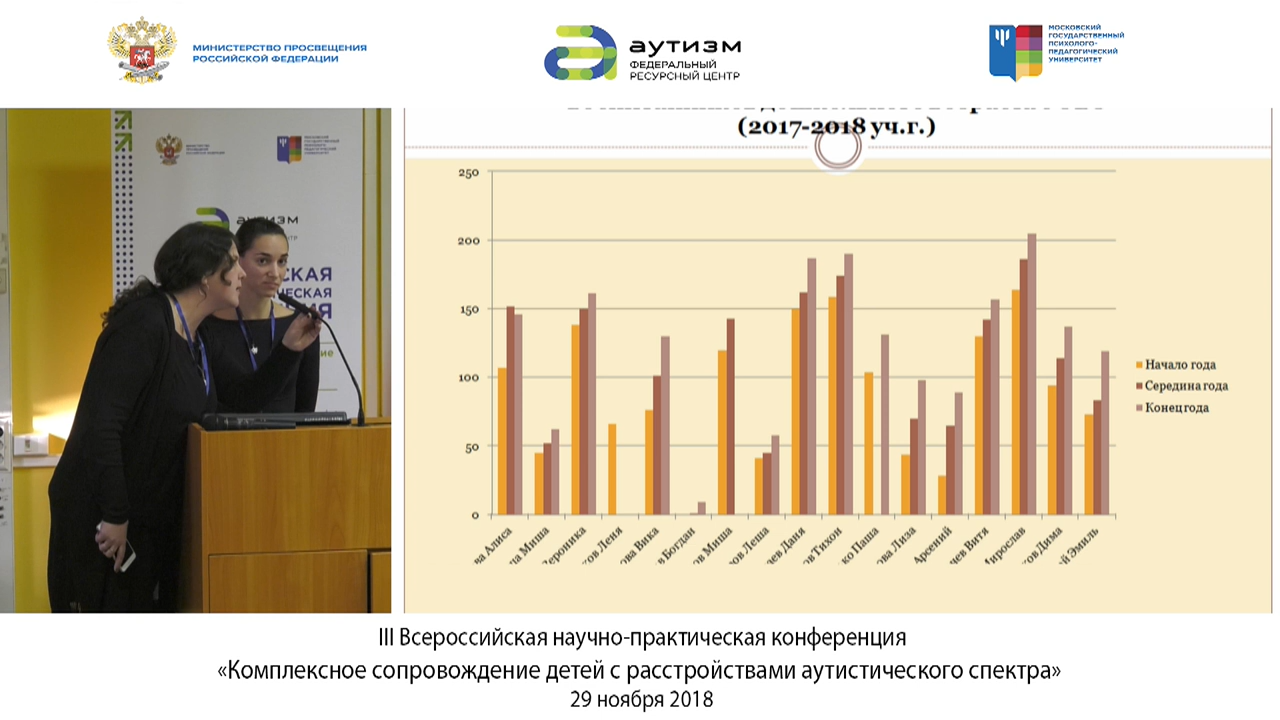 МИНИСТЕРСТВО ПРОСВЕЩЕНИЯ
РОССИЙСКОЙ ФЕДЕРАЦИИ
аутизм
ФЕДЕРАЛЬНЫЙ
РЕСУРСНЫЙ ЦЕНТР
МОСКОВСКИЙ
ГОСУДАРСТВЕННЫЙ
ПСИХОЛОГО-
ПЕДАГОГИЧЕСКИЙ
УНИВЕРСИТЕТ
аутизм
(2017-2018 уч.г.)
250
200
150
100
50
0
Алиса
Миша
Вероника
Леня
Вика
Богдан
Миша
Леша
Даня
Тихон
Паша
Лиза
Арсений
Витя
Мирослав
Дима
Эмиль
Начало года
Середина года
Конец года
III Всероссийская научно-практическая конференция
«Комплексное сопровождение детей с расстройствами аутистического спектра»
29 ноября 2018